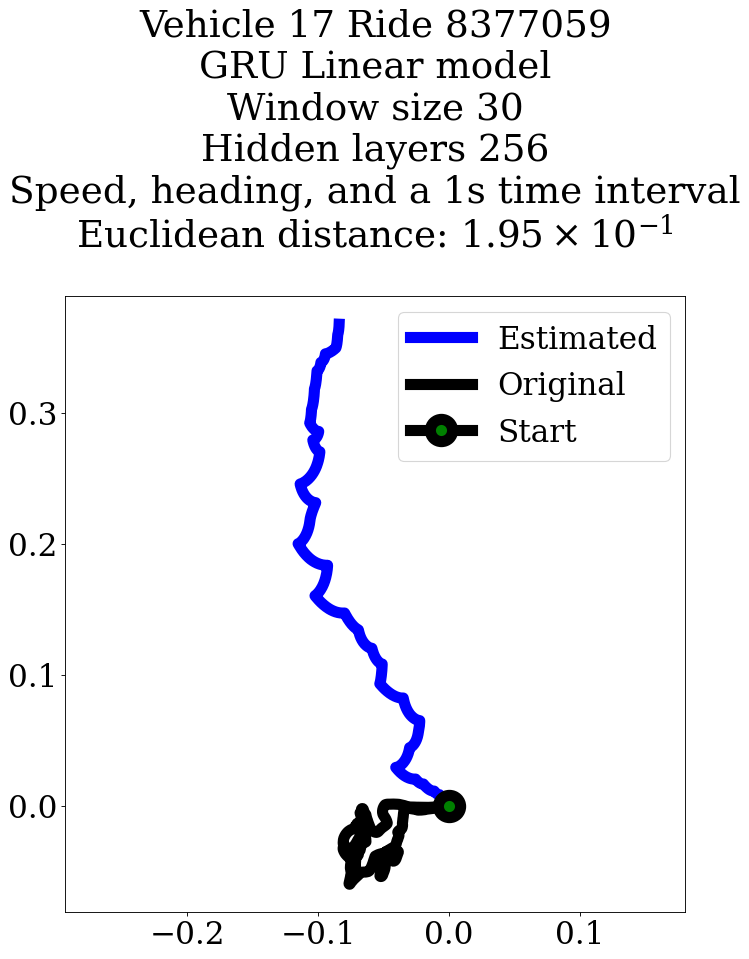 Vehicle 17 Ride 8377059
GRU Linear model
Window size 30
Hidden layers 256
Speed, heading, and a 1s time interval
Euclidean distance: 1.95 × 10⁻¹
Estimated
Original
Start
0.3
0.2
0.1
0.0
−0.2 −0.1 0.0 0.1